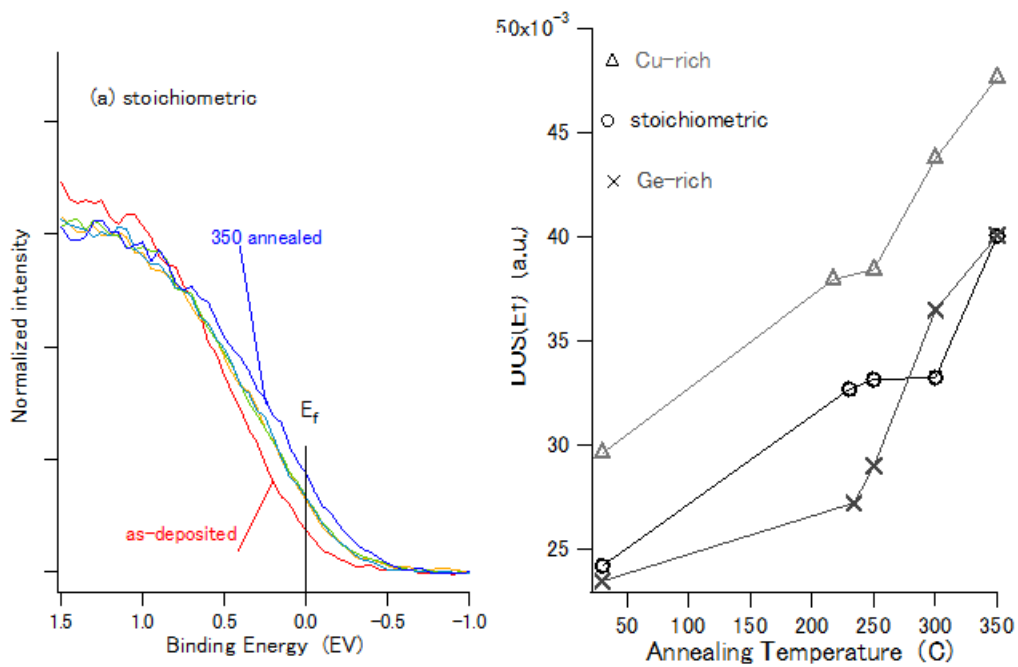 (a) stoichiometric
350 annealed
E_f
as-deposited
Normalized intensity
1.5
1.0
0.5
0.0
−0.5
−1.0
Binding Energy (EV)
50x10⁻³
45
40
35
30
25
DOS(Ef) (a.u.)
Cu-rich
stoichiometric
Ge-rich
50
100
150
200
250
300
350
Annealing Temperature (C)